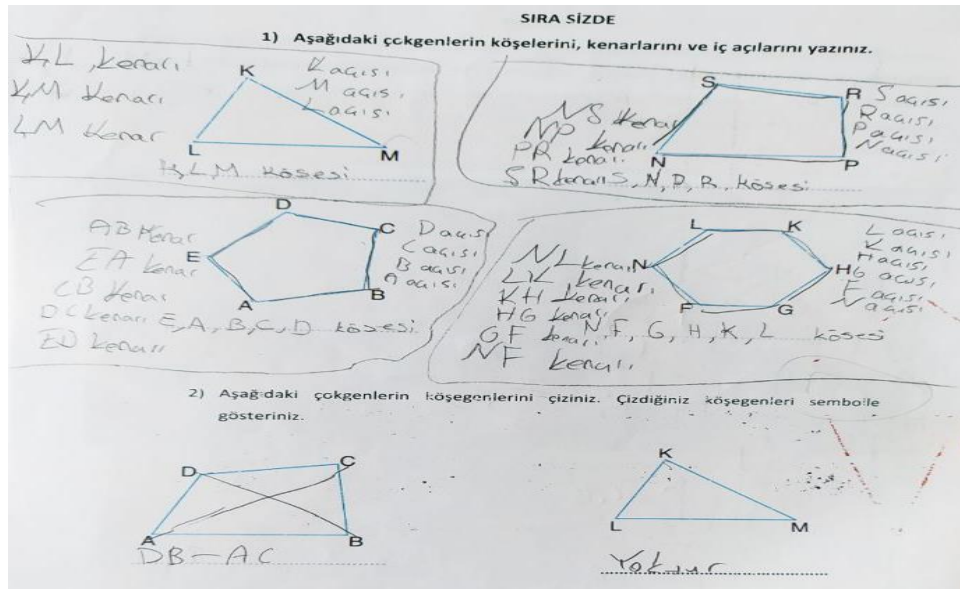 SIRA SİZDE
1) Aşağıdaki çokgenlerin köşelerini, kenarlarını ve iç açılarını yazınız.
KL kenarı
KM kenarı
LM kenar
K
L
M
K açısı
M açısı
L açısı
K, L, M kösesi
NS kenar
NP kenarı
PR kenarı
SR kenarı S, N, P, R, kösesi
S
R
N
P
S açısı
R açısı
P açısı
N açısı
AB kenar
EA kenar
CB kenar
DC kenarı E, A, B, C, D kösesi
ED kenarı
D
C
E
A
B
D açısı
C açısı
B açısı
A açısı
NL kenarı
LK kenarı
KH kenarı
HG kenarı
GF kenarı N, F, G, H, K, L kösesi
NF kenarı
L
K
N
H
F
G
L açısı
K açısı
H açısı
G açısı
F açısı
N açısı
2) Aşağıdaki çokgenlerin köşegenlerini çiziniz. Çizdiğiniz köşegenleri sembolle
gösteriniz.
D
C
A
B
DB – AC
K
L
M
Yoktur